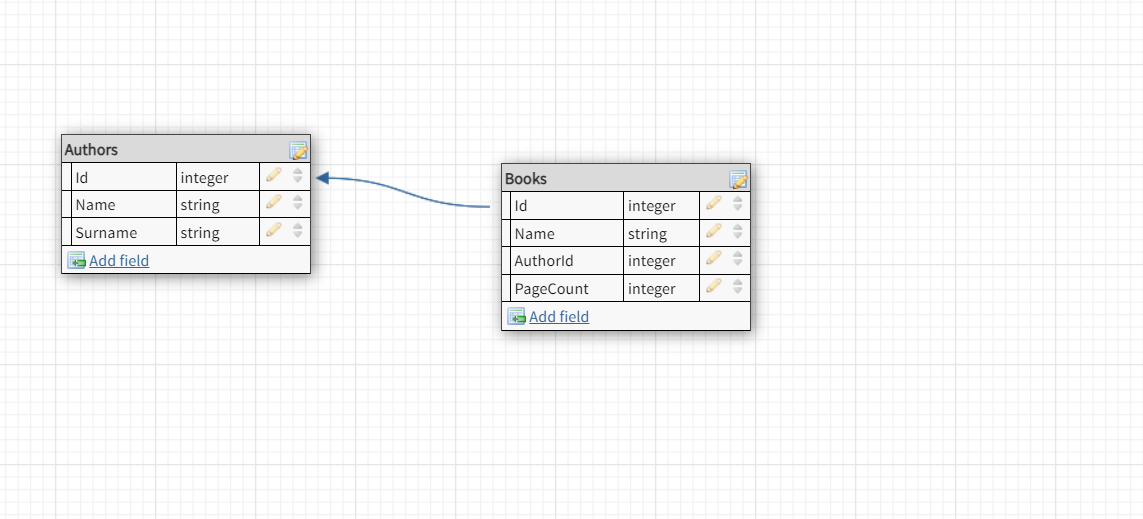 Authors
Id integer
Name string
Surname string
Add field
Books
Id integer
Name string
AuthorId integer
PageCount integer
Add field